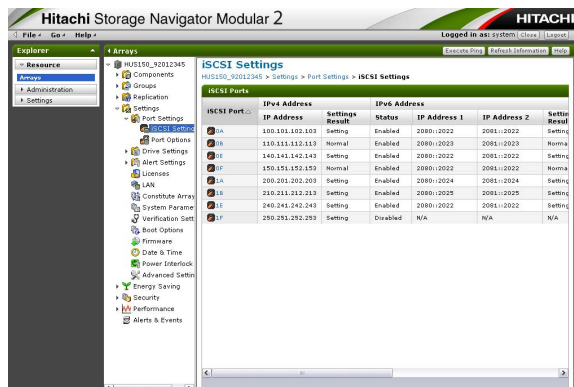 Hitachi Storage Navigator Modular 2
HITACHI
File Go Help
Logged in as: system Close Logout
Explorer
Resource
Arrays
Administration
Settings
Arrays
Execute Ping Refresh Information Help
HUS150_92012345
Components
Groups
Replication
Settings
Port Settings
iSCSI Setting
Port Options
Drive Settings
Alert Settings
Licenses
LAN
Constitute Array
System Parame
Verification Sett
Boot Options
Firmware
Date & Time
Power Interlock
Advanced Settin
Energy Saving
Security
Performance
Alerts & Events
iSCSI Settings
HUS150_92012345 > Settings > Port Settings > iSCSI Settings
iSCSI Ports
iSCSI Port IPv4 Address IPv6 Address
IP Address Settings Result Status IP Address 1 IP Address 2 Settin Resul
0A 100.101.102.103 Setting Enabled 2080::2022 2081::2022 Setting
0B 110.111.112.113 Normal Enabled 2080::2023 2081::2023 Norma
0E 140.141.142.143 Setting Enabled 2080::2022 2081::2022 Setting
0F 150.151.152.153 Normal Enabled 2080::2022 2081::2022 Norma
1A 200.201.202.203 Setting Enabled 2080::2024 2081::2024 Setting
1B 210.211.212.213 Setting Enabled 2080::2025 2081::2025 Setting
1E 240.241.242.243 Setting Enabled 2080::2022 2081::2022 Setting
1F 250.251.252.253 Setting Disabled N/A N/A N/A